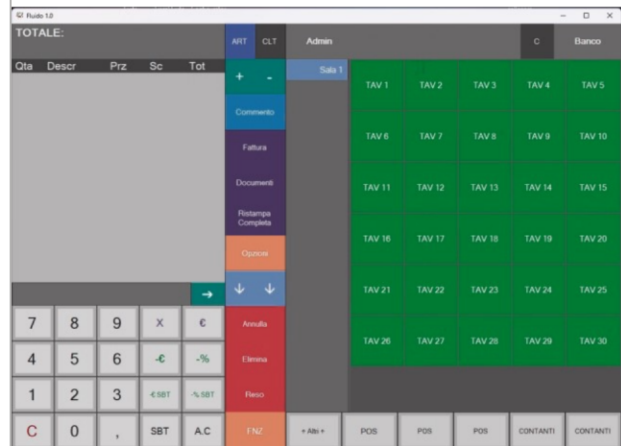 Fluido 1.0
TOTALE:
ART CLT Admin C Banco
Qta Descr Prz Sc Tot
+ -
Sala 1
TAV 1 TAV 2 TAV 3 TAV 4 TAV 5
Commento
Fattura
TAV 6 TAV 7 TAV 8 TAV 9 TAV 10
Documenti
TAV 11 TAV 12 TAV 13 TAV 14 TAV 15
Ristampa
Completa
TAV 16 TAV 17 TAV 18 TAV 19 TAV 20
Opzioni
→ ↓ ↓
TAV 21 TAV 22 TAV 23 TAV 24 TAV 25
7 8 9 X € Annulla
TAV 26 TAV 27 TAV 28 TAV 29 TAV 30
4 5 6 -€ -% Elimina
1 2 3 -€ SBT -% SBT Reso
C 0 , SBT A.C FNZ + Altri + POS POS POS CONTANTI CONTANTI